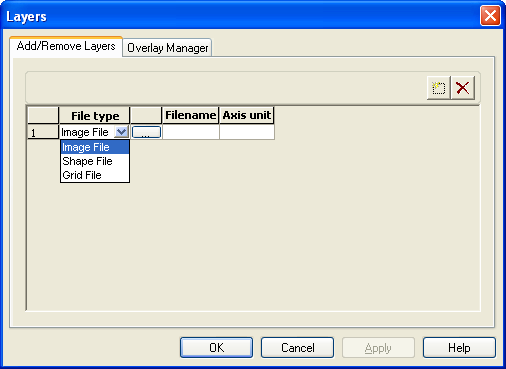 Layers
Add/Remove Layers Overlay Manager
File type Filename Axis unit
1 Image File ...
Image File
Shape File
Grid File
OK Cancel Apply Help